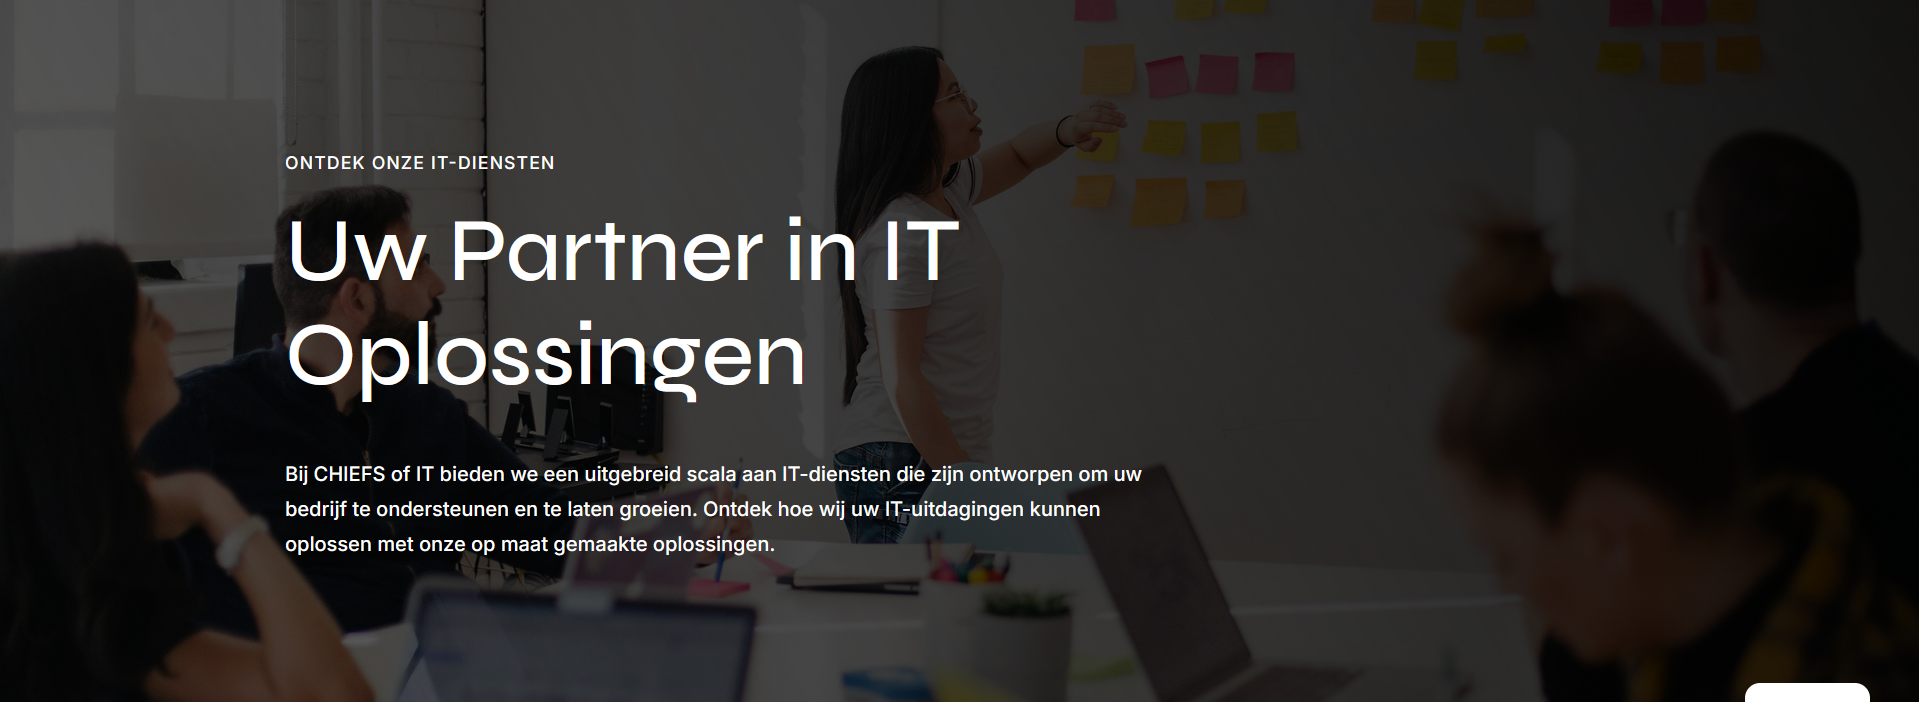 ONTDEK ONZE IT-DIENSTEN
Uw Partner in IT
Oplossingen
Bij CHIEFS of IT bieden we een uitgebreid scala aan IT-diensten die zijn ontworpen om uw
bedrijf te ondersteunen en te laten groeien. Ontdek hoe wij uw IT-uitdagingen kunnen
oplossen met onze op maat gemaakte oplossingen.